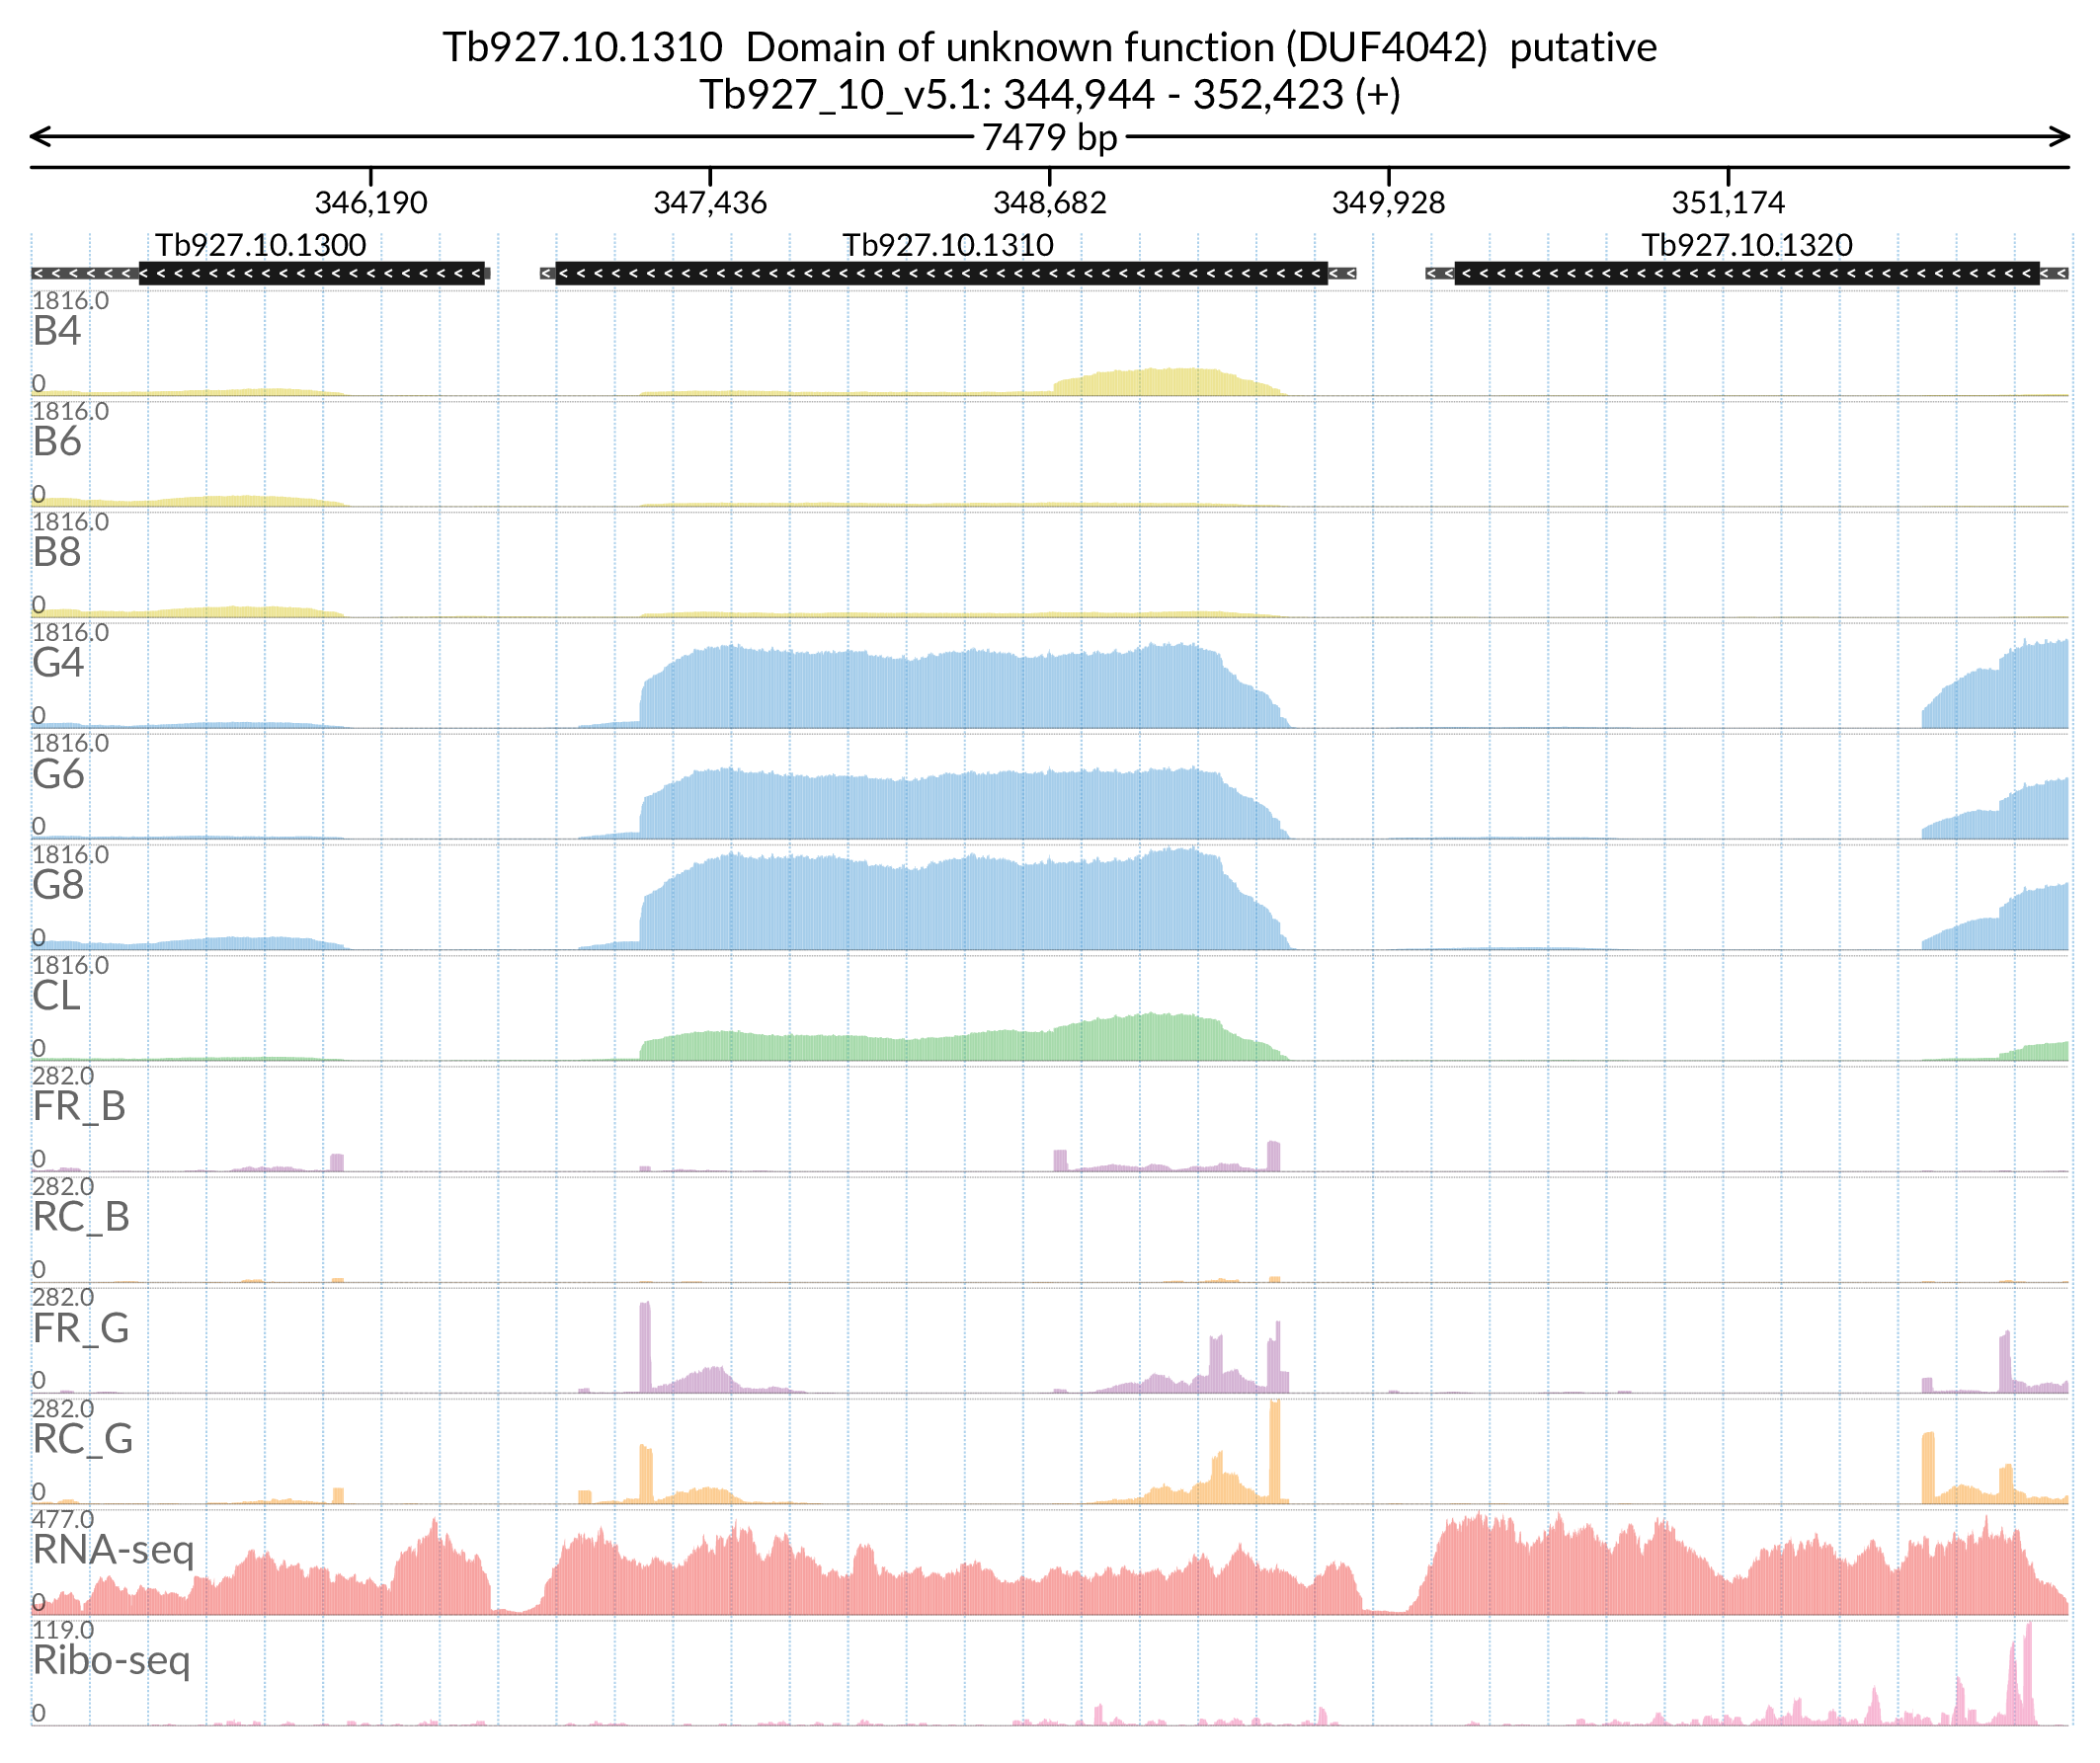 Tb927.10.1310  Domain of unknown function (DUF4042)  putative
Tb927_10_v5.1: 344,944 - 352,423 (+)
7479 bp
346,190 347,436 348,682 349,928 351,174
Tb927.10.1300 Tb927.10.1310 Tb927.10.1320
1816.0
B4
0
1816.0
B6
0
1816.0
B8
0
1816.0
G4
0
1816.0
G6
0
1816.0
G8
0
1816.0
CL
0
282.0
FR_B
0
282.0
RC_B
0
282.0
FR_G
0
282.0
RC_G
0
477.0
RNA-seq
0
119.0
Ribo-seq
0